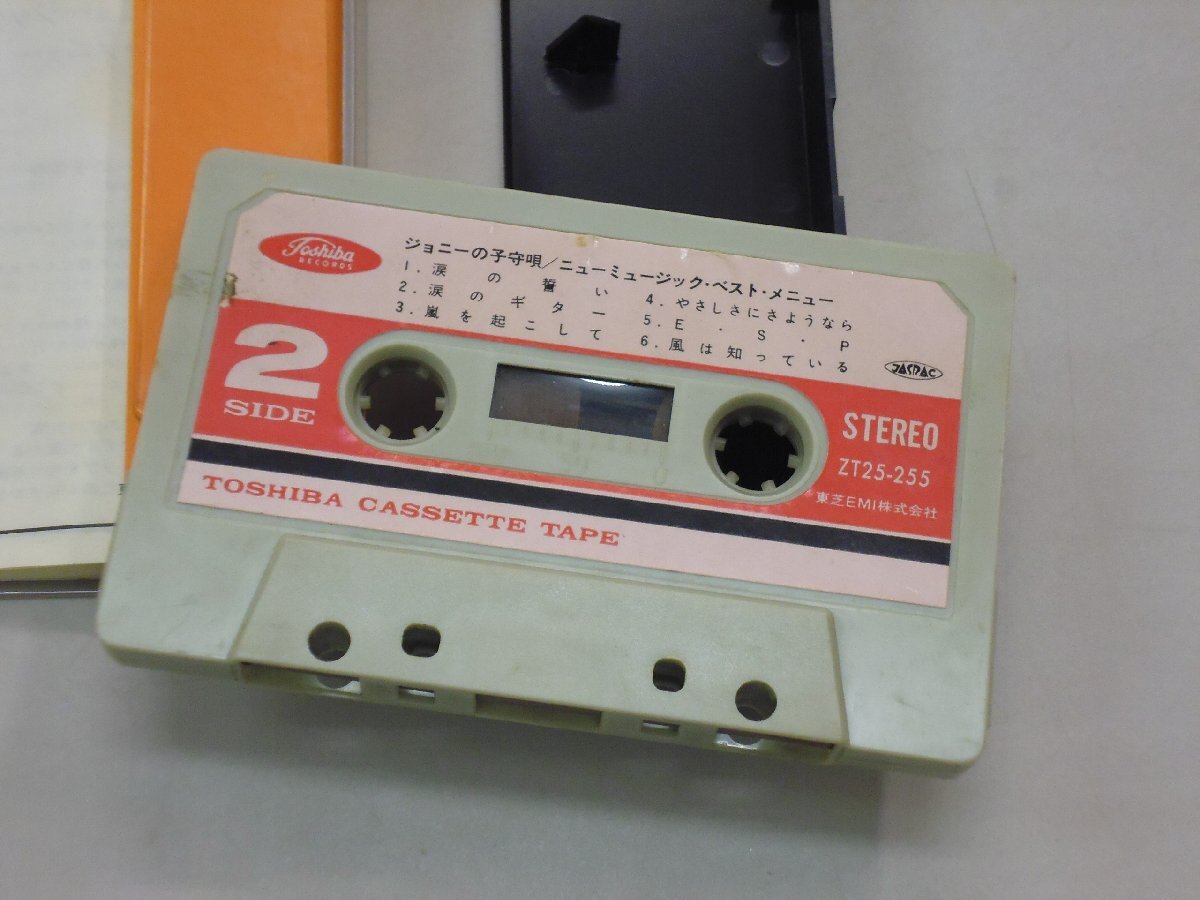 Toshiba
RECORDS
ジョニーの子守唄/ニューミュージック・ベスト・メニュー
1.涙の誓い
2.涙のギター
3.嵐を起こして
4.やさしさにさようなら
5.E・S・P
6.風は知っている
JASRAC
2
SIDE
STEREO
ZT25-255
東芝EMI株式会社
TOSHIBA CASSETTE TAPE